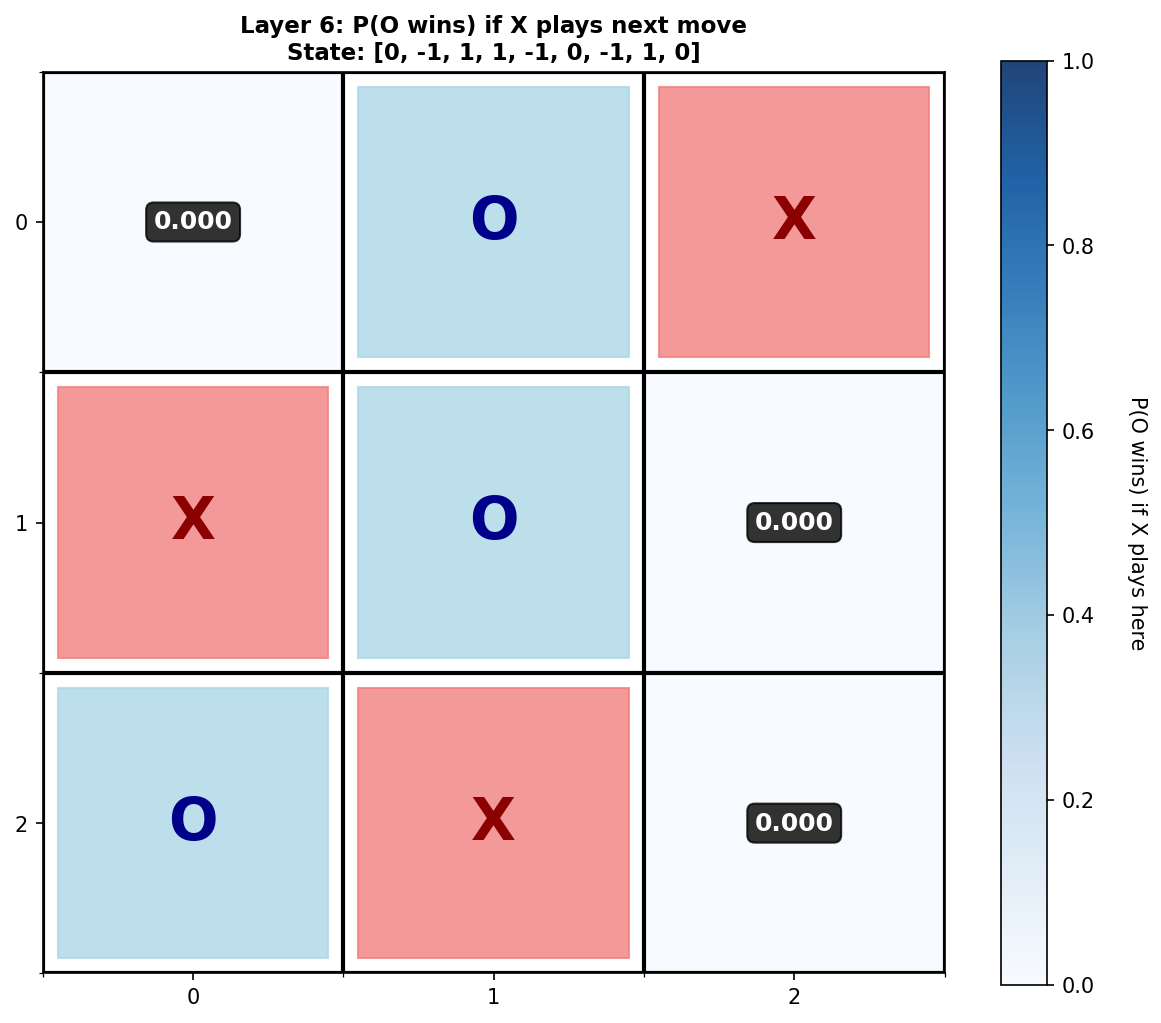 Layer 6: P(O wins) if X plays next move
State: [0, -1, 1, 1, -1, 0, -1, 1, 0]
0
0.000
O
X
1
X
O
0.000
2
O
X
0.000
0
1
2
1.0
0.8
0.6
0.4
0.2
0.0
P(O wins) if X plays here